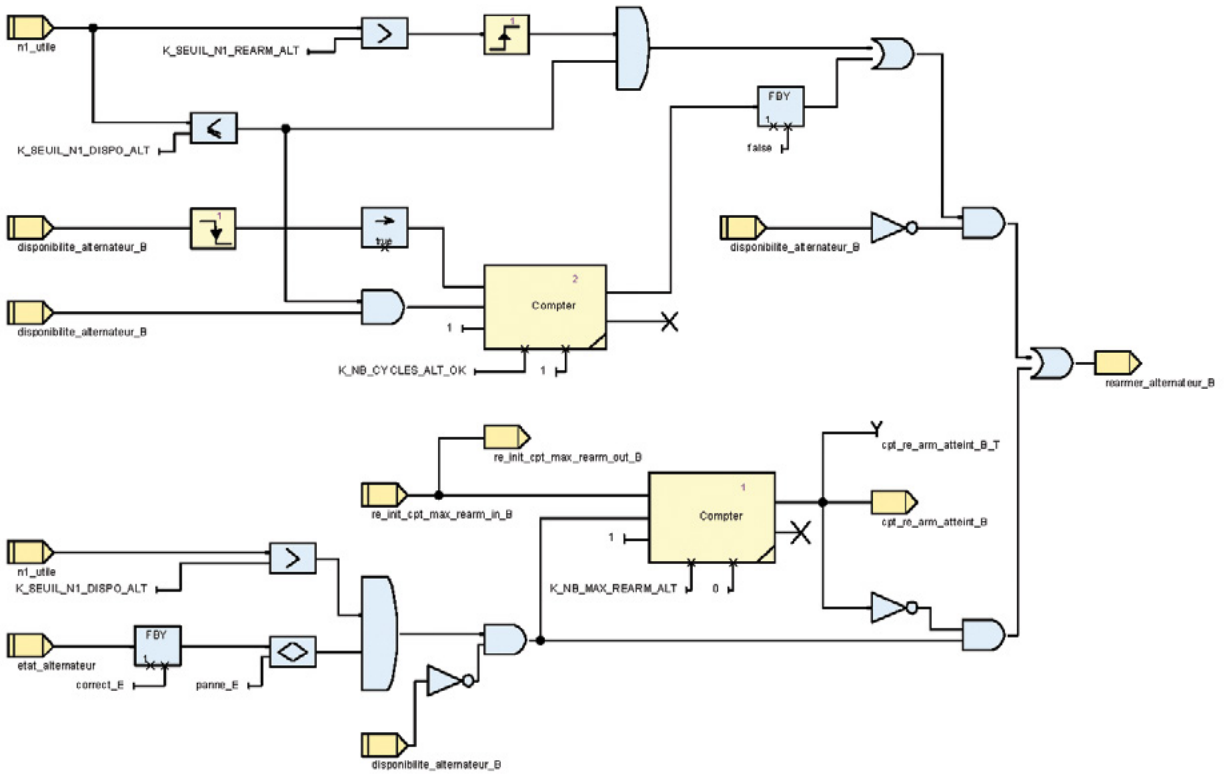 n1_utile
K_SEUIL_N1_REARM_ALT
>
1
FBY
1
false
K_SEUIL_N1_DISPO_ALT
<
disponibilite_alternateur_B
1
true
disponibilite_alternateur_B
disponibilite_alternateur_B
2
Compter
1
K_NB_CYCLES_ALT_OK
1
rearmer_alternateur_B
re_init_cpt_max_rearm_out_B
cpt_re_arm_atteint_B_T
re_init_cpt_max_rearm_in_B
1
Compter
cpt_re_arm_atteint_B
1
n1_utile
>
K_SEUIL_N1_DISPO_ALT
K_NB_MAX_REARM_ALT
0
etat_alternateur
FBY
1
<>
correct_E
panne_E
disponibilite_alternateur_B